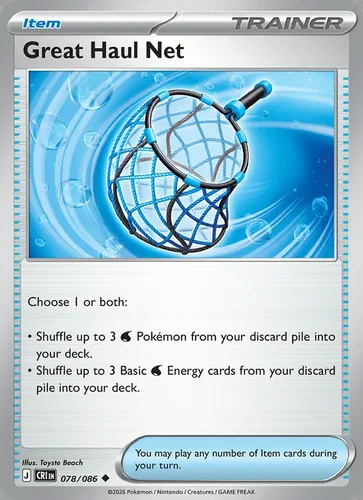 Item
TRAINER
Great Haul Net
Choose 1 or both:
• Shuffle up to 3 Pokémon from your discard pile into
your deck.
• Shuffle up to 3 Basic Energy cards from your discard
pile into your deck.
Illus. Toyste Beach
J CRI EN 078/086
You may play any number of Item cards during
your turn.
©2026 Pokémon / Nintendo / Creatures / GAME FREAK